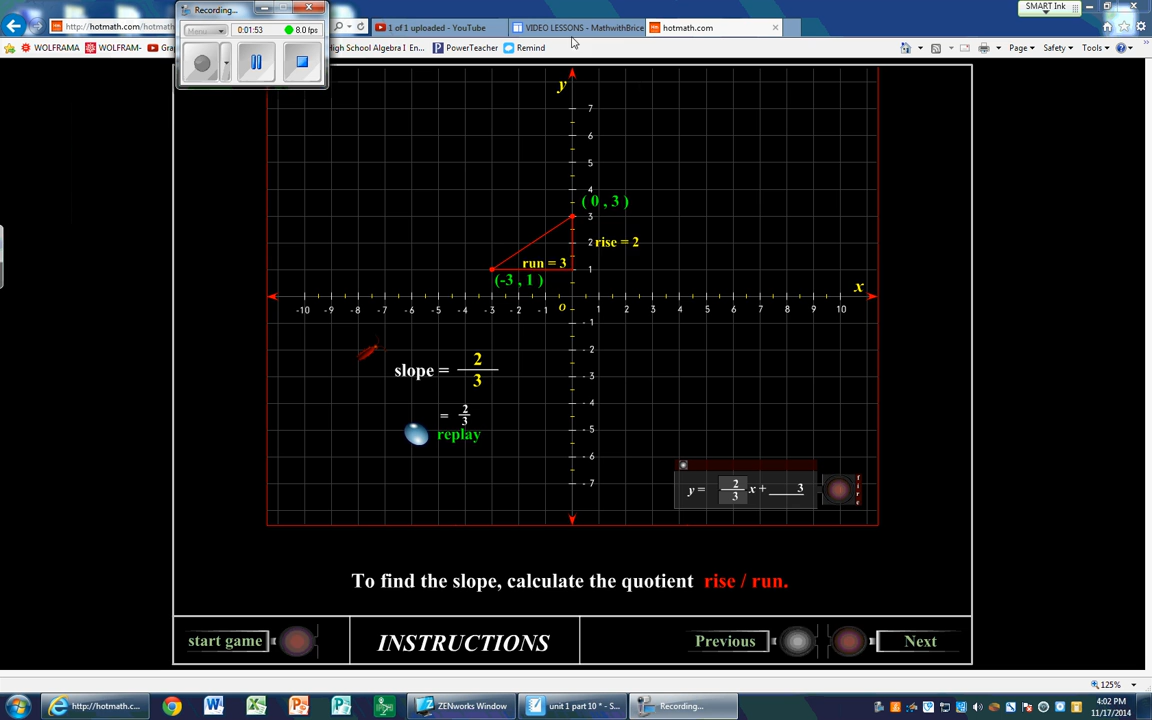 Recording...
Menu
0:01:53
8.0 fps
http://hotmath.com/hotmath
1 of 1 uploaded - YouTube
VIDEO LESSONS - MathwithBrice
hotmath.com
SMART Ink
WOLFRAMA
WOLFRAM-
High School Algebra I En...
PowerTeacher
Remind
Page
Safety
Tools
y
7
6
5
4
( 0 , 3 )
3
2 rise = 2
run = 3
1
(-3 , 1 )
x
o
-10 -9 -8 -7 -6 -5 -4 -3 -2 -1 1 2 3 4 5 6 7 8 9 10
- 1
- 2
- 3
- 4
- 5
- 6
- 7
slope = 2
3
= 2
3
replay
y = 2
3 x + 3
fire
To find the slope, calculate the quotient rise / run.
start game
INSTRUCTIONS
Previous
Next
125%
http://hotmath.c...
ZENworks Window
unit 1 part 10 * - S...
Recording...
4:02 PM
11/17/2014